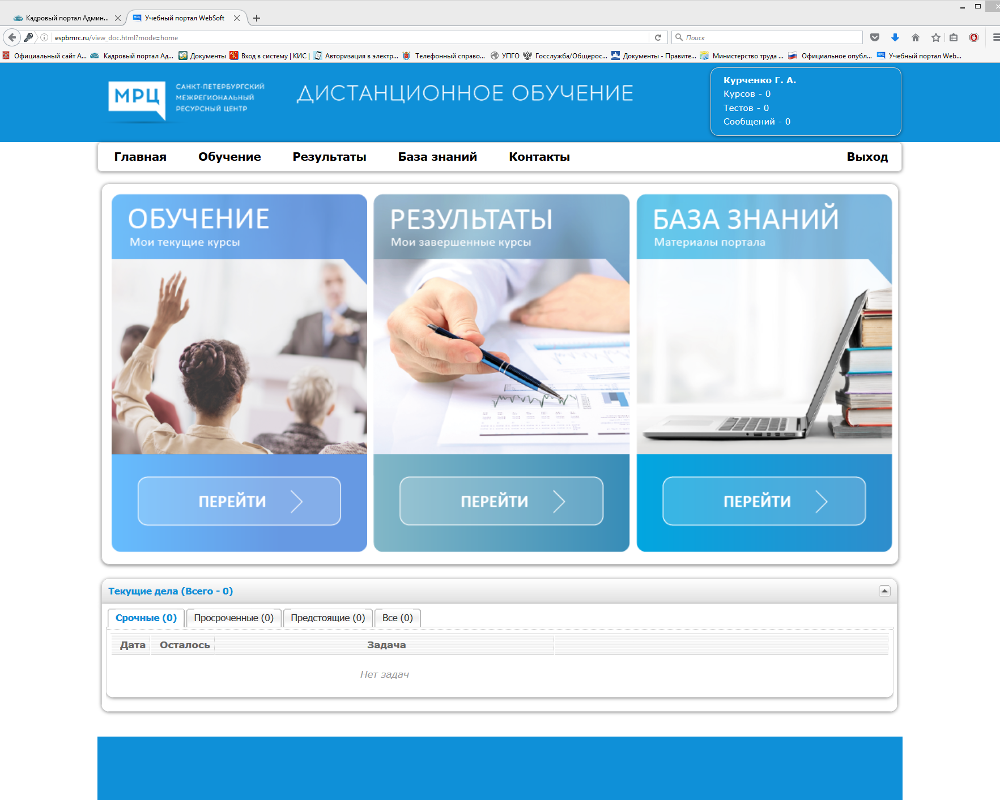 Кадровый портал Админ...
Учебный портал WebSoft
espbmrc.ru/view_doc.html?mode=home
Поиск
Официальный сайт А...
Кадровый портал Ад...
Документы
Вход в систему | КИС |
Авторизация в электр...
Телефонный справо...
УПГО
Госслужба/Общерос...
Документы - Правите...
Министерство труда ...
Официальное опубл...
Учебный портал Web...
МРЦ
САНКТ-ПЕТЕРБУРГСКИЙ
МЕЖРЕГИОНАЛЬНЫЙ
РЕСУРСНЫЙ ЦЕНТР
ДИСТАНЦИОННОЕ ОБУЧЕНИЕ
Курченко Г. А.
Курсов - 0
Тестов - 0
Сообщений - 0
Главная
Обучение
Результаты
База знаний
Контакты
Выход
ОБУЧЕНИЕ
Мои текущие курсы
ПЕРЕЙТИ
РЕЗУЛЬТАТЫ
Мои завершенные курсы
ПЕРЕЙТИ
БАЗА ЗНАНИЙ
Материалы портала
ПЕРЕЙТИ
Текущие дела (Всего - 0)
Срочные (0)
Просроченные (0)
Предстоящие (0)
Все (0)
Дата
Осталось
Задача
Нет задач